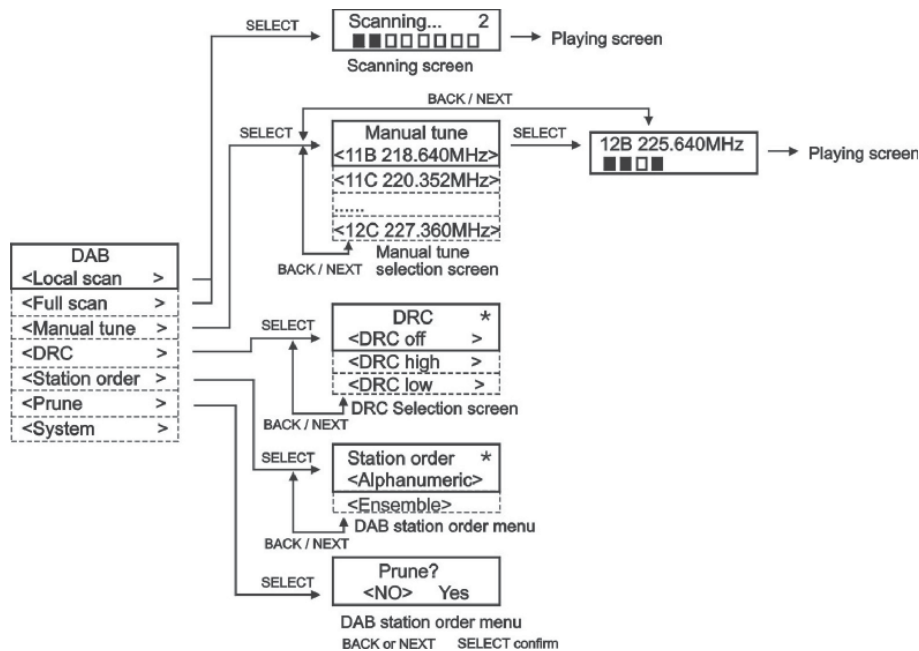 SELECT
Scanning... 2
Playing screen
Scanning screen
BACK / NEXT
SELECT
Manual tune
<11B 218.640MHz>
<11C 220.352MHz>
......
<12C 227.360MHz>
SELECT
12B 225.640MHz
Playing screen
BACK / NEXT
Manual tune
selection screen
DAB
<Local scan >
<Full scan >
<Manual tune >
<DRC >
<Station order >
<Prune >
<System >
SELECT
DRC *
<DRC off >
<DRC high >
<DRC low >
DRC Selection screen
BACK / NEXT
SELECT
Station order *
<Alphanumeric>
<Ensemble>
DAB station order menu
BACK / NEXT
SELECT
Prune?
<NO> Yes
DAB station order menu
BACK or NEXT SELECT confirm